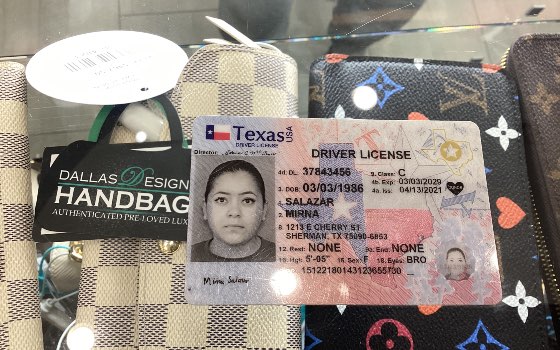 DALLAS DESIGN
HANDBAG
AUTHENTICATED PRE-LOVED LUX
Texas USA
DRIVER LICENSE
Director
DRIVER LICENSE
4d. DL: 37843456 9. Class: C
3. DOB: 03/03/1986 4b. Exp: 03/03/2029
4a. Iss: 04/13/2021
1. SALAZAR
2. MIRNA
8. 1213 E CHERRY ST
SHERMAN, TX 75090-6863
12. Rest: NONE 9a. End: NONE
16. Hgt: 5'-05" 15. Sex: F 18. Eyes: BRO
Mirna Salazar